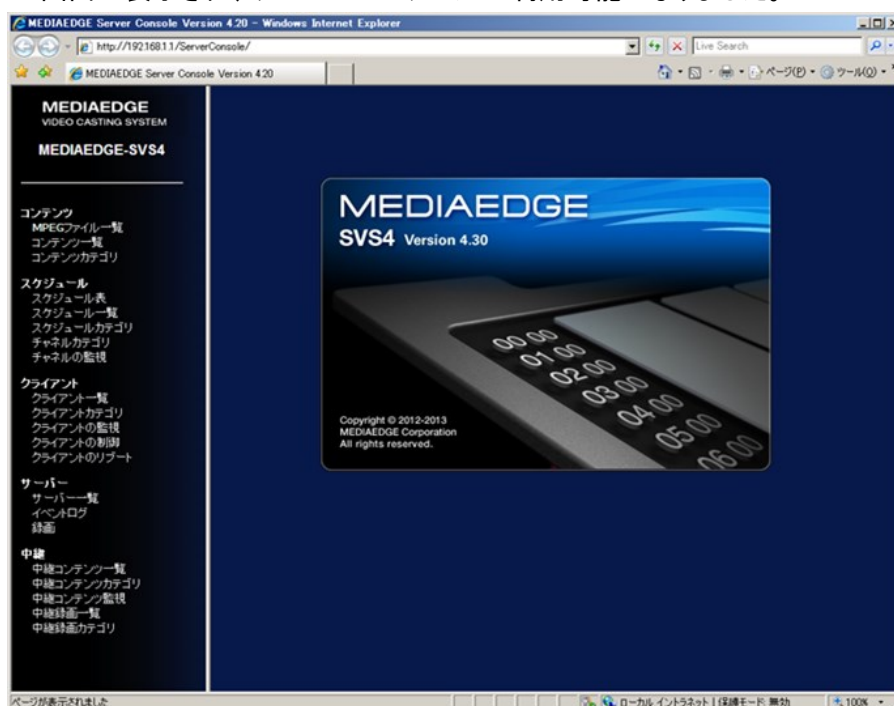 MEDIAEDGE Server Console Version 4.20 - Windows Internet Explorer
http://192.168.1.1/ServerConsole/
Live Search
MEDIAEDGE Server Console Version 4.20
ページ(P)
ツール(O)
MEDIAEDGE
VIDEO CASTING SYSTEM
MEDIAEDGE-SVS4
コンテンツ
MPEGファイル一覧
コンテンツ一覧
コンテンツカテゴリ
スケジュール
スケジュール表
スケジュール一覧
スケジュールカテゴリ
チャネルカテゴリ
チャネルの監視
クライアント
クライアント一覧
クライアントカテゴリ
クライアントの監視
クライアントの制御
クライアントのリブート
サーバー
サーバー一覧
イベントログ
録画
中継
中継コンテンツ一覧
中継コンテンツカテゴリ
中継コンテンツ監視
中継録画一覧
中継録画カテゴリ
MEDIAEDGE
SVS4 Version 4.30
00 00
01 00
02 00
03 00
04 00
05 00
06 00
Copyright © 2012-2013
MEDIAEDGE Corporation
All rights reserved.
ページが表示されました
ローカル イントラネット | 保護モード: 無効
100%